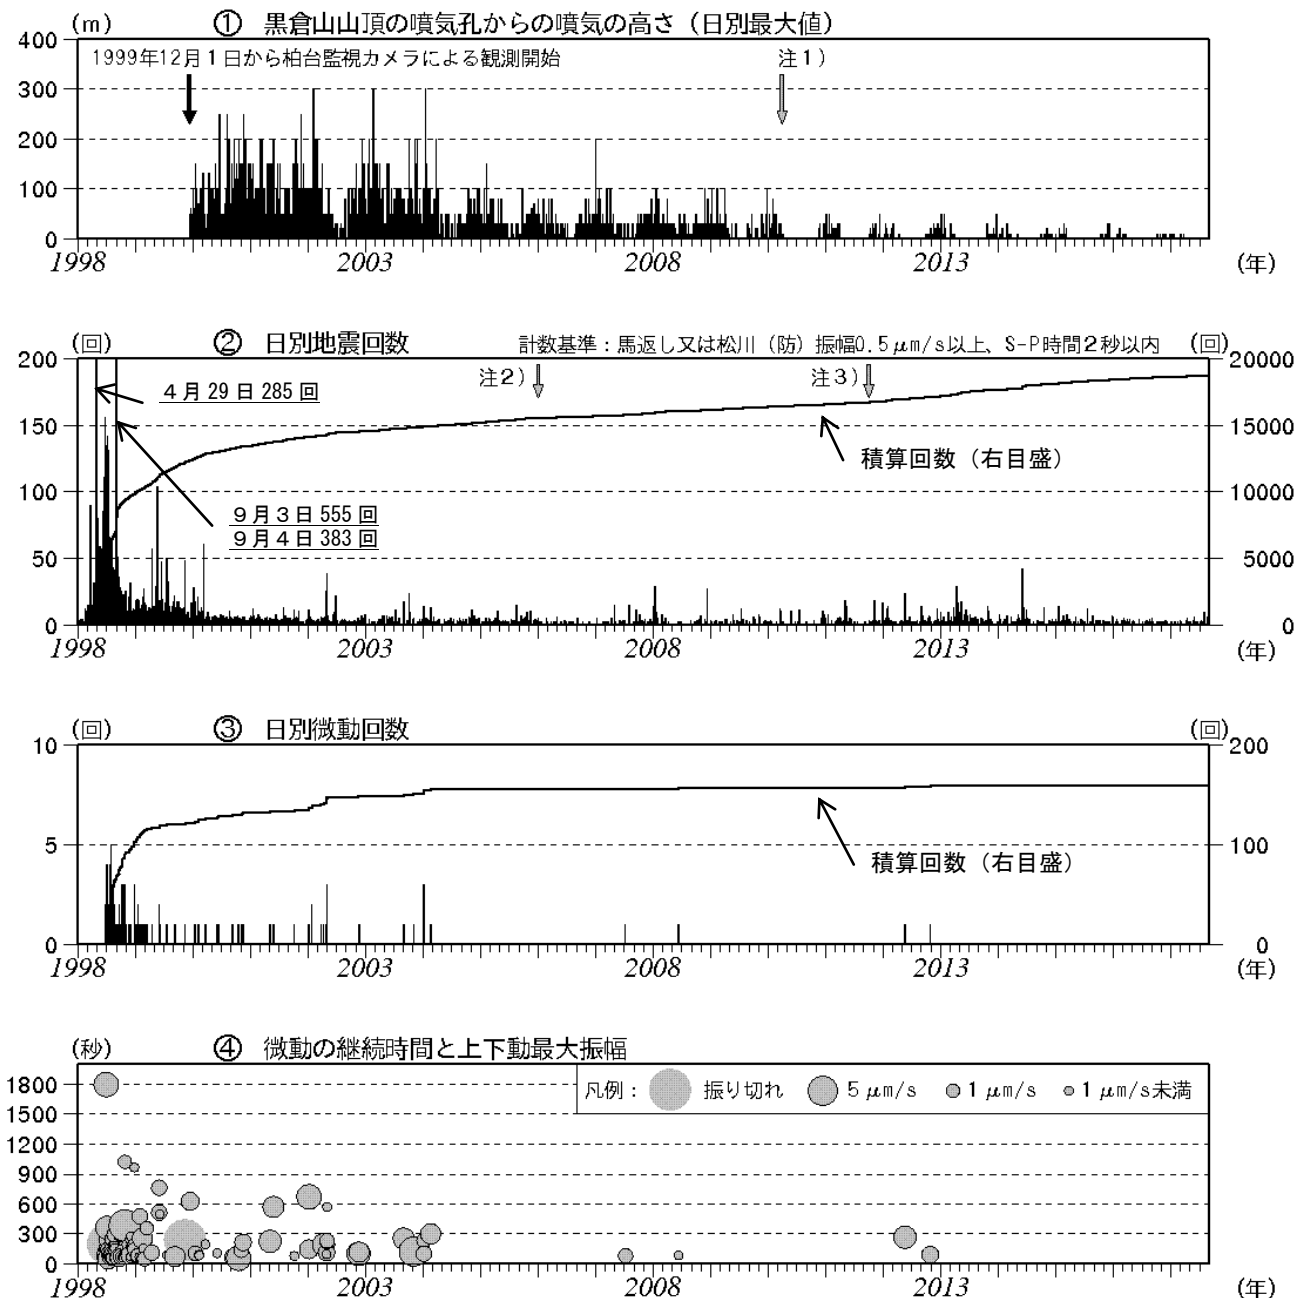 (m) ① 黒倉山山頂の噴気孔からの噴気の高さ（日別最大値）
400
1999年12月1日から柏台監視カメラによる観測開始 注1)
300
200
100
0
1998 2003 2008 2013 (年)
(回) ② 日別地震回数 計数基準：馬返し又は松川（防）振幅0.5μm/s以上、S-P時間2秒以内 (回)
200 20000
注2) 注3)
4月29日285回
150 15000
積算回数（右目盛）
100 10000
9月3日555回
9月4日383回
50 5000
0 0
1998 2003 2008 2013 (年)
(回) ③ 日別微動回数 (回)
10 200
5 100
積算回数（右目盛）
0 0
1998 2003 2008 2013 (年)
(秒) ④ 微動の継続時間と上下動最大振幅
1800 凡例： 振り切れ 5 μm/s 1 μm/s 1 μm/s未満
1500
1200
900
600
300
0
1998 2003 2008 2013 (年)